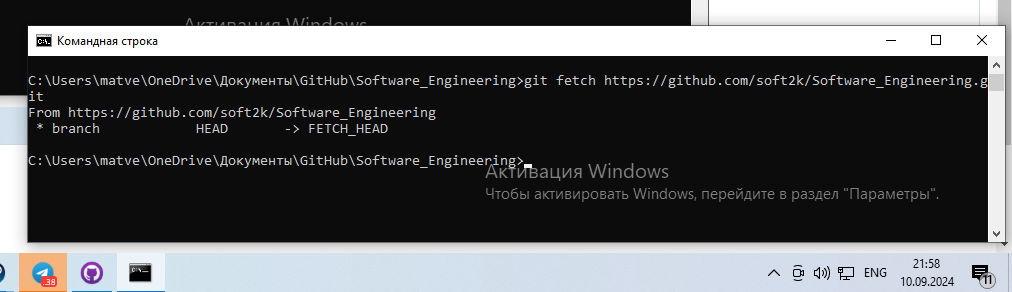 Активация Windows
Командная строка
C:\Users\matve\OneDrive\Документы\GitHub\Software_Engineering>git fetch https://github.com/soft2k/Software_Engineering.g
it
From https://github.com/soft2k/Software_Engineering
 * branch            HEAD       -> FETCH_HEAD
C:\Users\matve\OneDrive\Документы\GitHub\Software_Engineering>
Активация Windows
Чтобы активировать Windows, перейдите в раздел "Параметры".
.38
ENG
21:58
10.09.2024
11